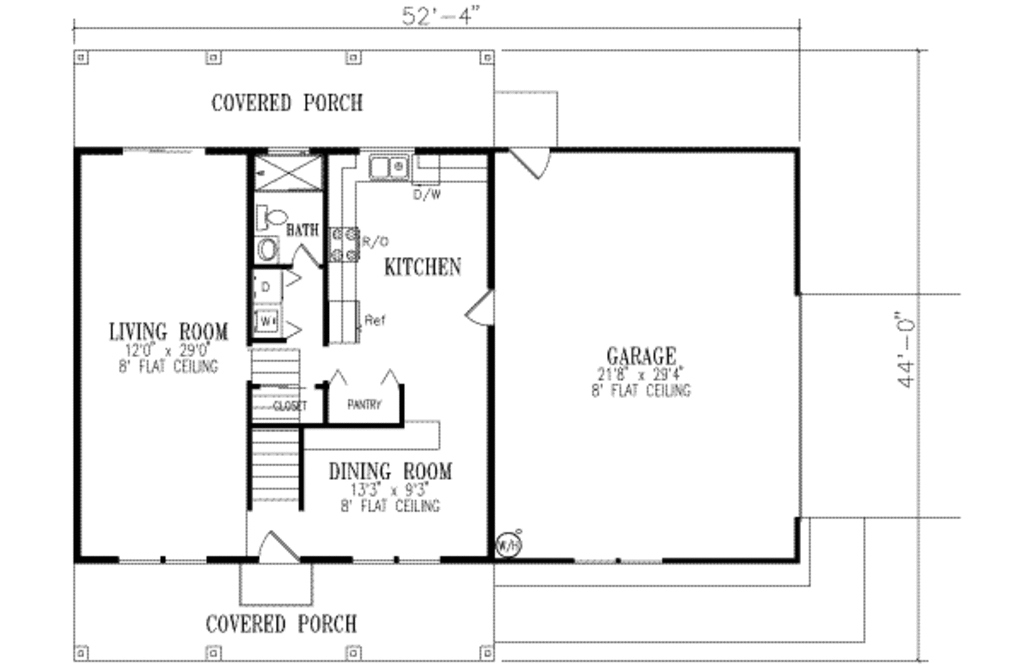 52'-4"
COVERED PORCH
D/W
BATH
R/O
KITCHEN
D
W
Ref
LIVING ROOM
12'0" x 29'0"
8' FLAT CEILING
GARAGE
21'8" x 29'4"
8' FLAT CEILING
44'-0"
CLOSET
PANTRY
DINING ROOM
13'3" x 9'3"
8' FLAT CEILING
W/H
COVERED PORCH